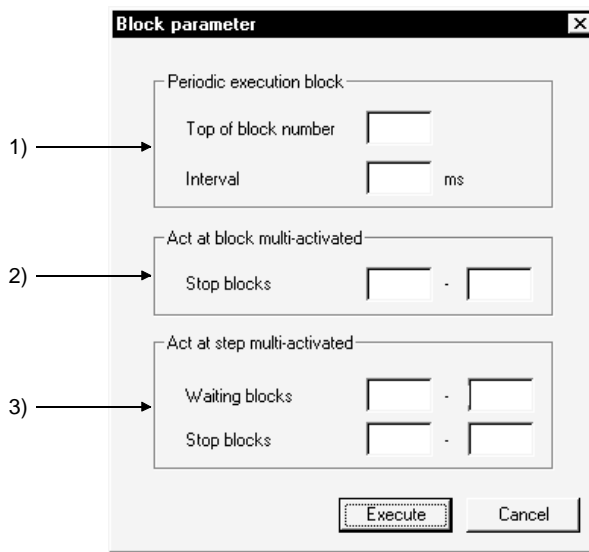 Block parameter
Periodic execution block
Top of block number
1)
Interval ms
Act at block multi-activated
2)
Stop blocks -
Act at step multi-activated
Waiting blocks -
3)
Stop blocks -
Execute Cancel